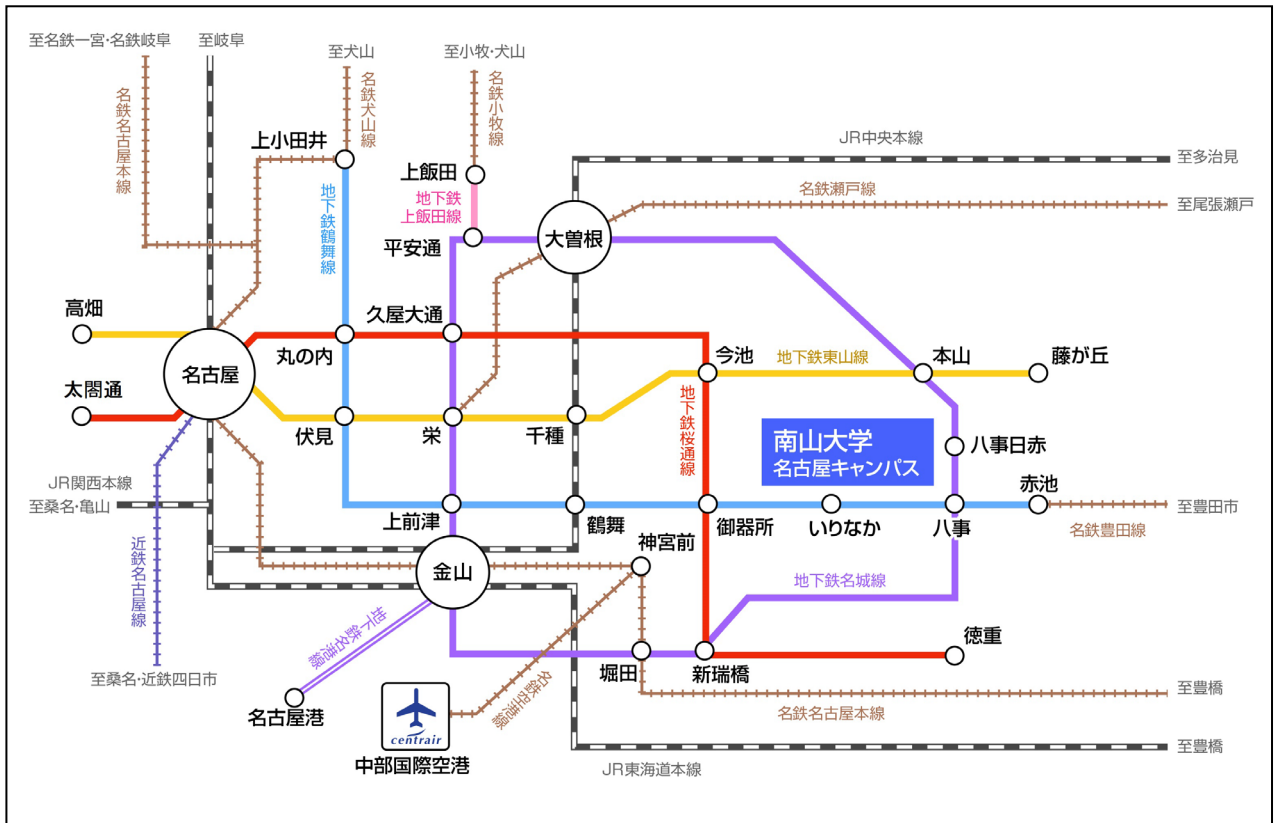 至名鉄一宮・名鉄岐阜
至岐阜
至犬山
至小牧・犬山
名鉄名古屋本線
名鉄犬山線
名鉄小牧線
上小田井
JR中央本線
至多治見
上飯田
地下鉄
上飯田線
地下鉄鶴舞線
名鉄瀬戸線
至尾張瀬戸
平安通
大曽根
高畑
久屋大通
丸の内
名古屋
今池
地下鉄東山線
本山
藤が丘
太閤通
伏見
栄
千種
地下鉄桜通線
南山大学
名古屋キャンパス
八事日赤
JR関西本線
至桑名・亀山
赤池
至豊田市
上前津
鶴舞
御器所
いりなか
八事
名鉄豊田線
近鉄名古屋線
神宮前
金山
地下鉄名城線
地下鉄名港線
徳重
至桑名・近鉄四日市
堀田
新瑞橋
名古屋港
名鉄空港線
至豊橋
名鉄名古屋本線
centrair
中部国際空港
JR東海道本線
至豊橋